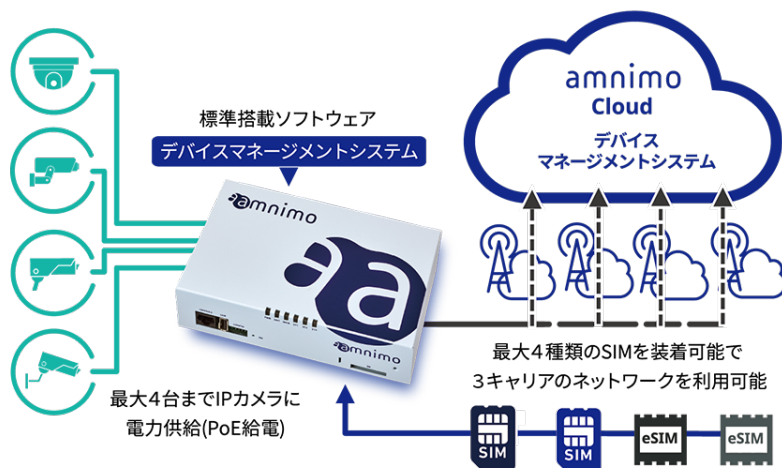 amnimo
Cloud
デバイス
マネージメントシステム
標準搭載ソフトウェア
デバイスマネージメントシステム
amnimo
aa
amnimo
最大4種類のSIMを装着可能で
3キャリアのネットワークを利用可能
最大4台までIPカメラに
電力供給(PoE給電)
SIM
SIM
eSIM
eSIM